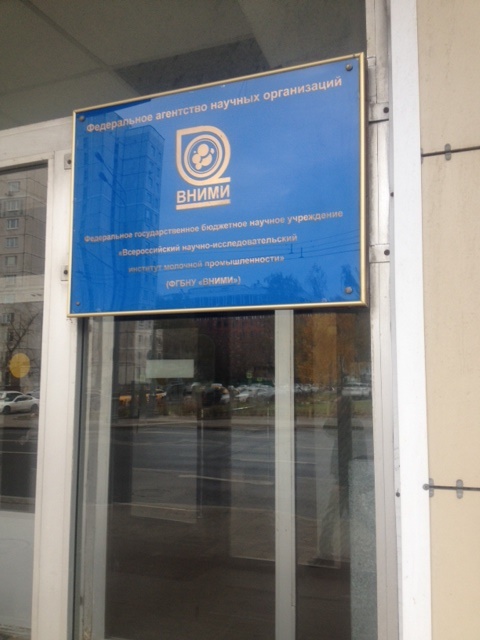 Федеральное агентство научных организаций
ВНИМИ
Федеральное государственное бюджетное научное учреждение
«Всероссийский научно-исследовательский
институт молочной промышленности»
(ФГБНУ «ВНИМИ»)